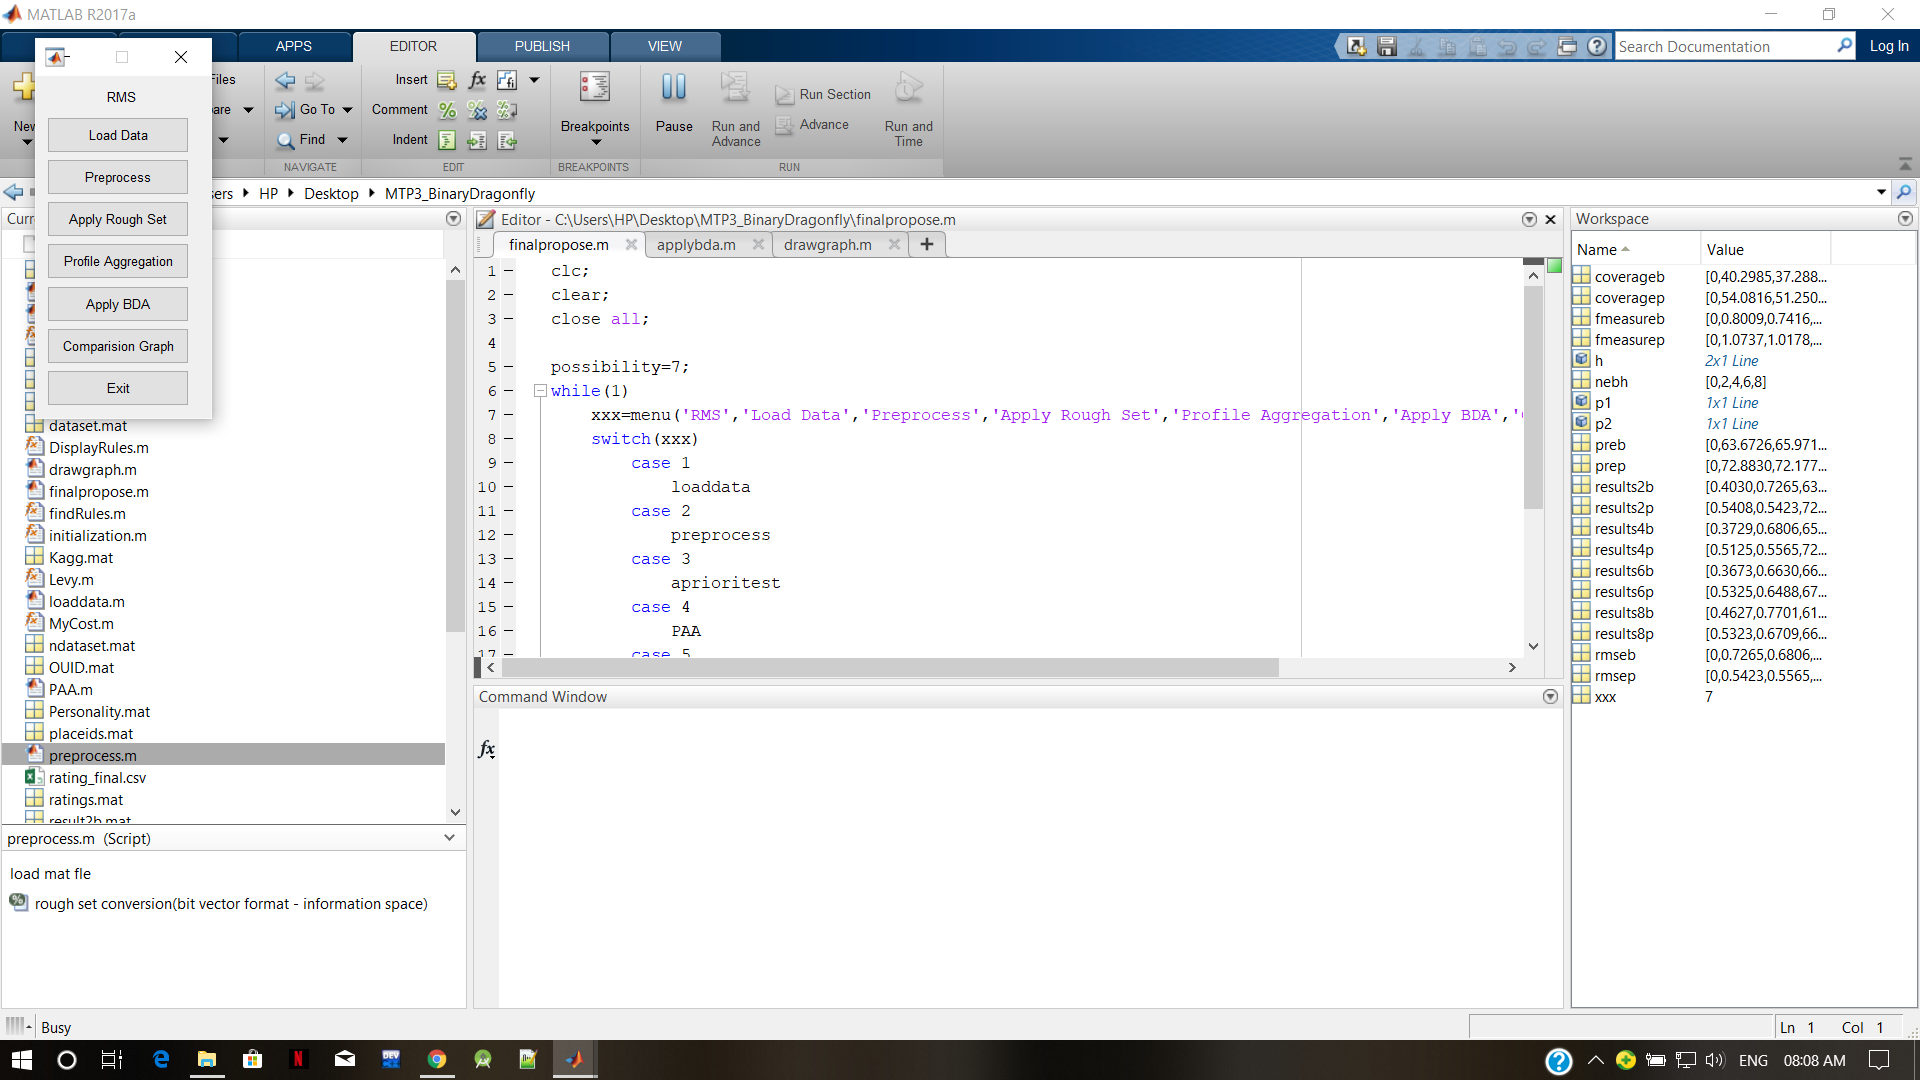 MATLAB R2017a
APPS
EDITOR
PUBLISH
VIEW
Search Documentation
Log In
RMS
Load Data
Preprocess
Apply Rough Set
Profile Aggregation
Apply BDA
Comparision Graph
Exit
New
Files
Go To
Find
NAVIGATE
Insert
Comment
Indent
EDIT
Breakpoints
BREAKPOINTS
Pause
Run and Advance
Run Section
Advance
Run and Time
RUN
HP
Desktop
MTP3_BinaryDragonfly
dataset.mat
DisplayRules.m
drawgraph.m
finalpropose.m
findRules.m
initialization.m
Kagg.mat
Levy.m
loaddata.m
MyCost.m
ndataset.mat
OUID.mat
PAA.m
Personality.mat
placeids.mat
preprocess.m
rating_final.csv
ratings.mat
result2b.mat
preprocess.m (Script)
load mat fle
rough set conversion(bit vector format - information space)
Editor - C:\Users\HP\Desktop\MTP3_BinaryDragonfly\finalpropose.m
finalpropose.m
applybda.m
drawgraph.m
1 clc;
2 clear;
3 close all;
4
5 possibility=7;
6 while(1)
7 xxx=menu('RMS','Load Data','Preprocess','Apply Rough Set','Profile Aggregation','Apply BDA','
8 switch(xxx)
9 case 1
10 loaddata
11 case 2
12 preprocess
13 case 3
14 aprioritest
15 case 4
16 PAA
17 case 5
Command Window
fx
Workspace
Name Value
coverageb [0,40.2985,37.288...
coveragep [0,54.0816,51.250...
fmeasureb [0,0.8009,0.7416,...
fmeasurep [0,1.0737,1.0178,...
h 2x1 Line
nebh [0,2,4,6,8]
p1 1x1 Line
p2 1x1 Line
preb [0,63.6726,65.971...
prep [0,72.8830,72.177...
results2b [0.4030,0.7265,63...
results2p [0.5408,0.5423,72...
results4b [0.3729,0.6806,65...
results4p [0.5125,0.5565,72...
results6b [0.3673,0.6630,66...
results6p [0.5325,0.6488,67...
results8b [0.4627,0.7701,61...
results8p [0.5323,0.6709,66...
rmseb [0,0.7265,0.6806,...
rmsep [0,0.5423,0.5565,...
xxx 7
Busy
Ln 1 Col 1
ENG
08:08 AM